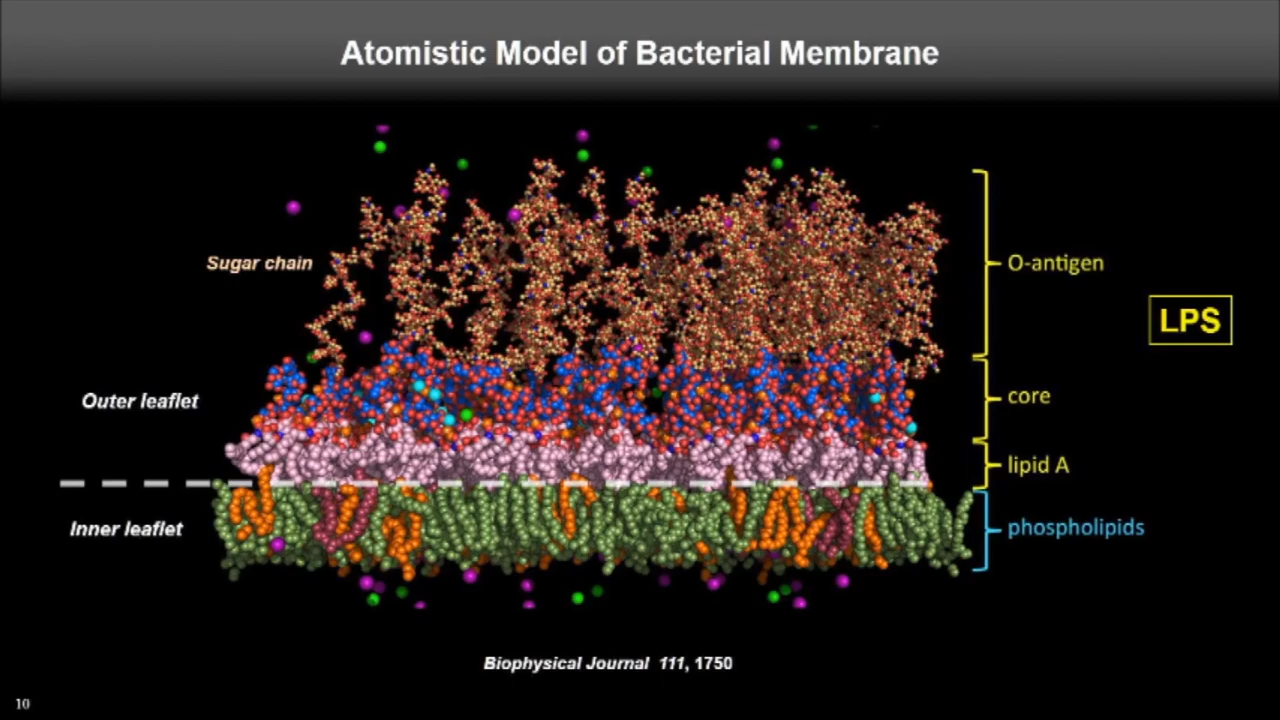 Atomistic Model of Bacterial Membrane
Sugar chain
O-antigen
LPS
Outer leaflet
core
lipid A
Inner leaflet
phospholipids
Biophysical Journal 111, 1750
10